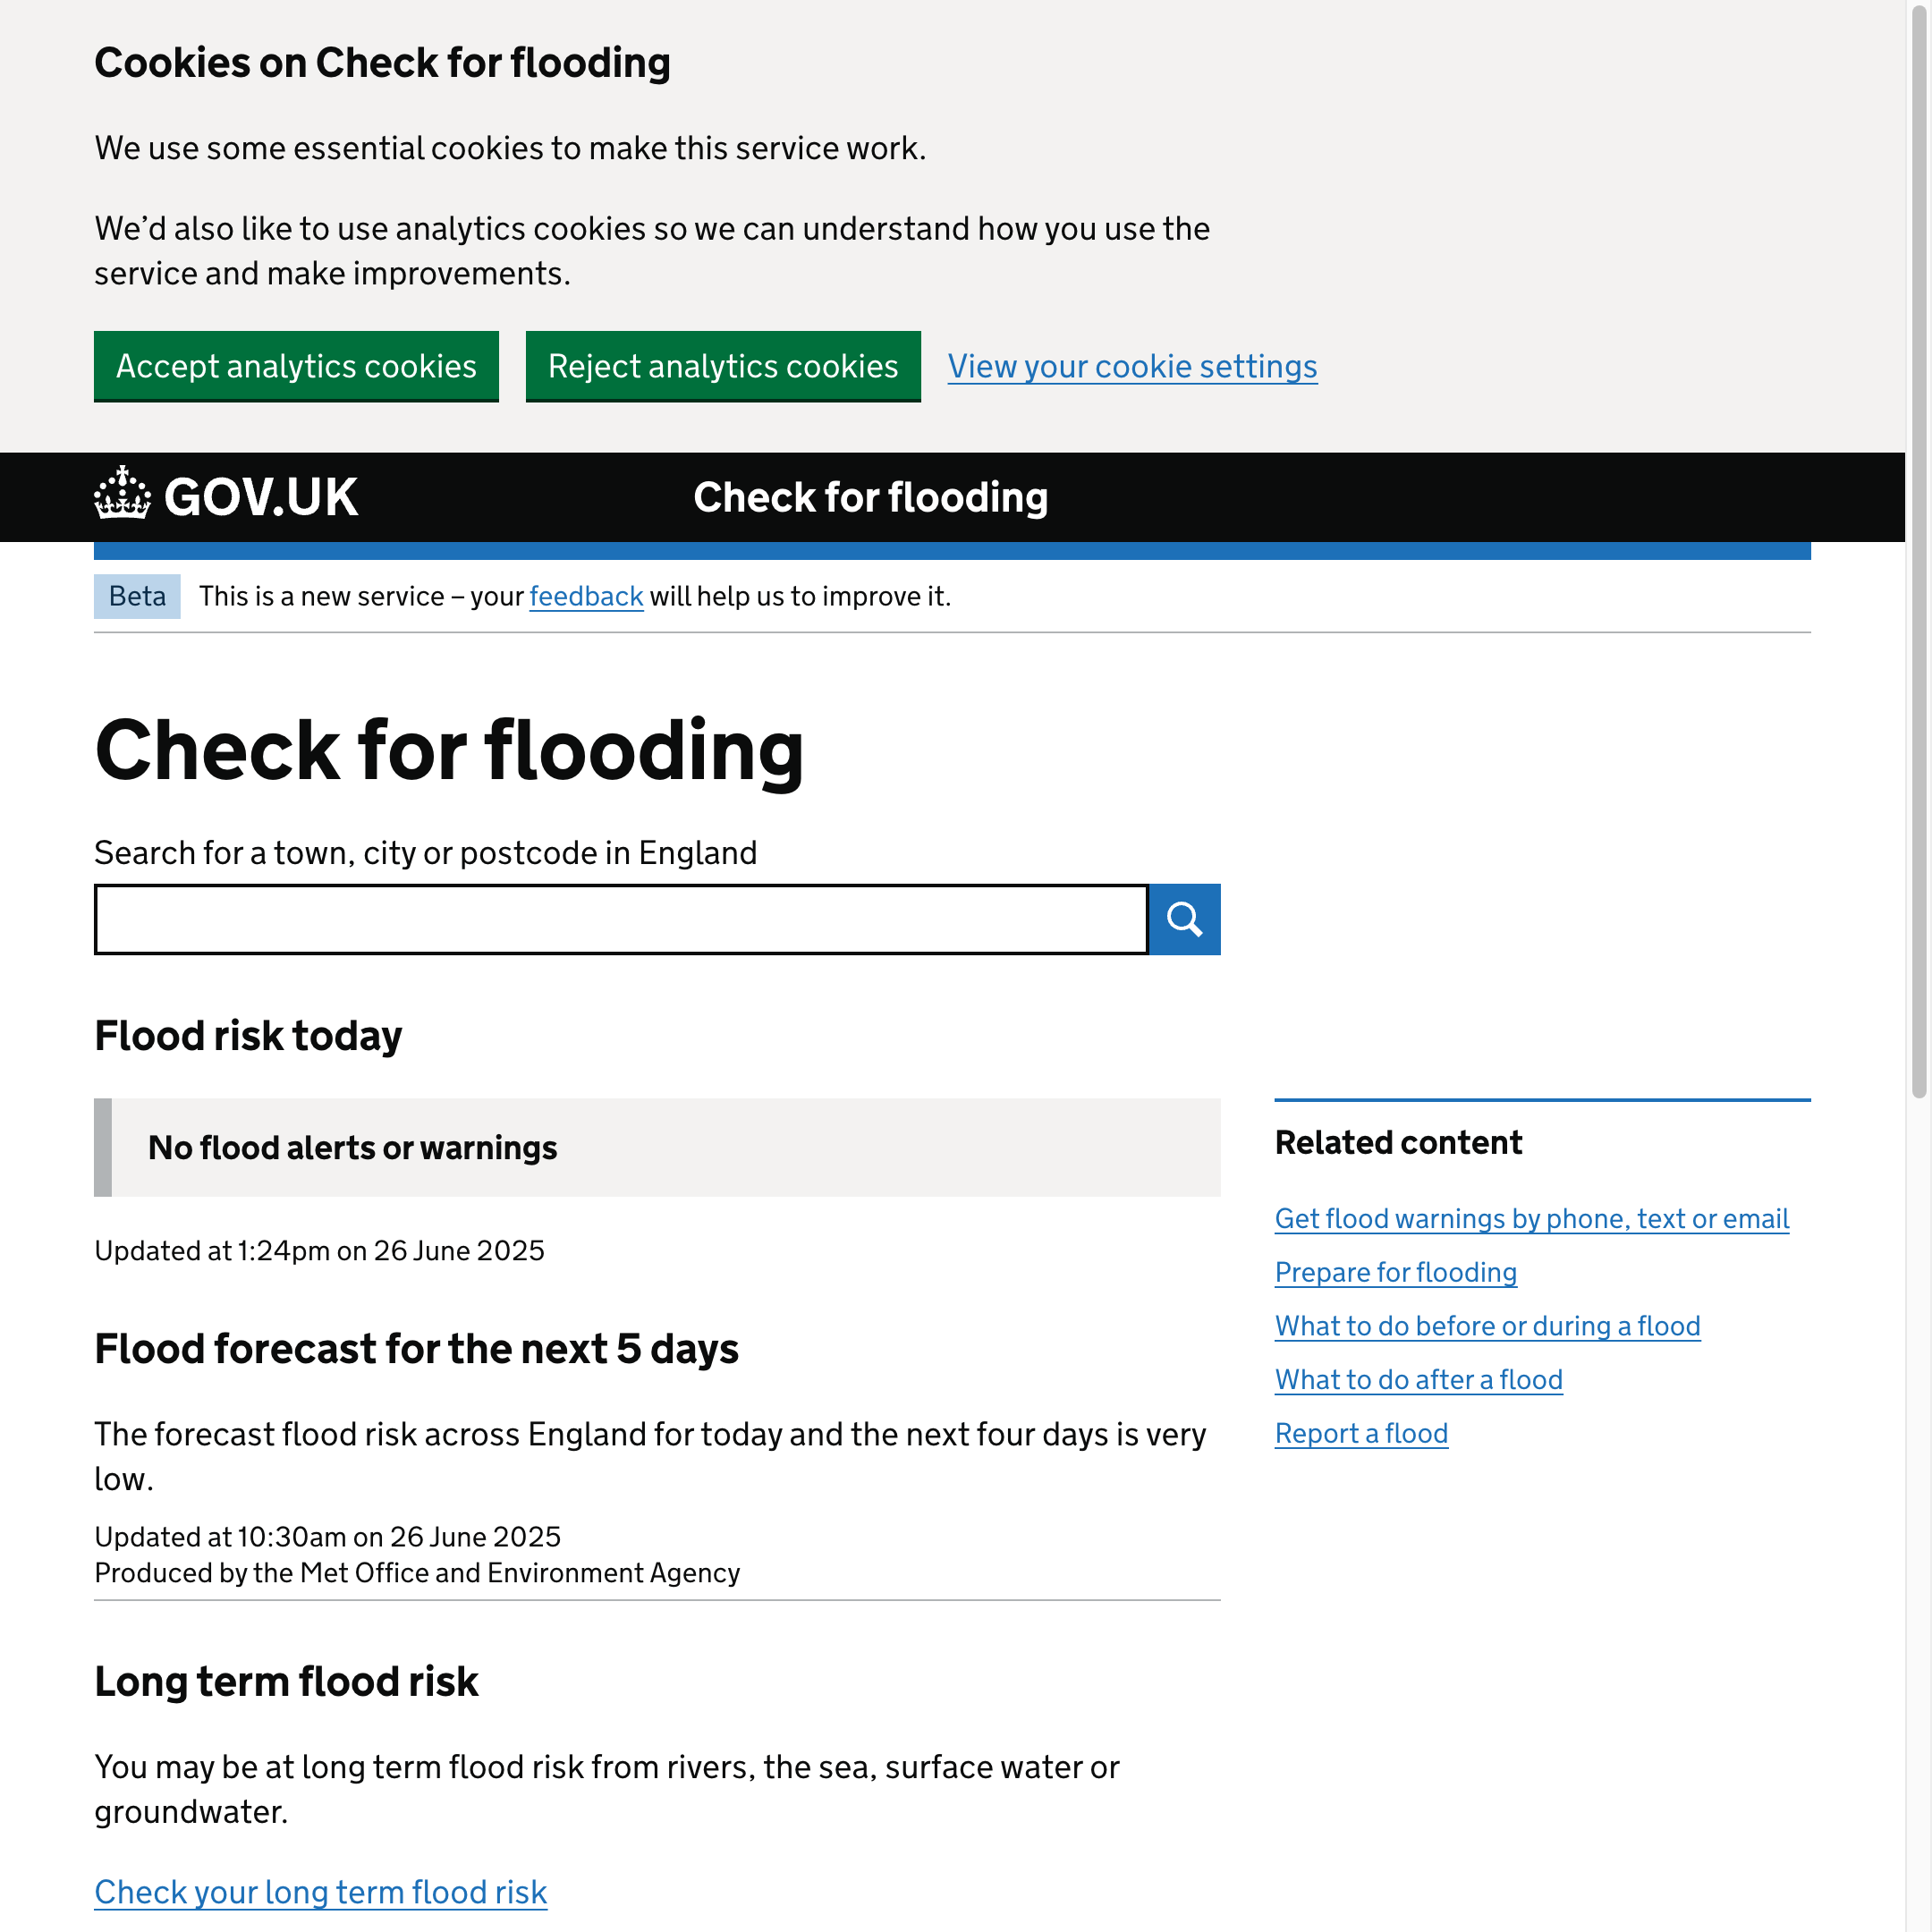 Cookies on Check for flooding
We use some essential cookies to make this service work.
We’d also like to use analytics cookies so we can understand how you use the
service and make improvements.
Accept analytics cookies
Reject analytics cookies
View your cookie settings
GOV.UK
Check for flooding
Beta
This is a new service – your feedback will help us to improve it.
Check for flooding
Search for a town, city or postcode in England
Flood risk today
No flood alerts or warnings
Updated at 1:24pm on 26 June 2025
Flood forecast for the next 5 days
The forecast flood risk across England for today and the next four days is very
low.
Updated at 10:30am on 26 June 2025
Produced by the Met Office and Environment Agency
Long term flood risk
You may be at long term flood risk from rivers, the sea, surface water or
groundwater.
Check your long term flood risk
Related content
Get flood warnings by phone, text or email
Prepare for flooding
What to do before or during a flood
What to do after a flood
Report a flood